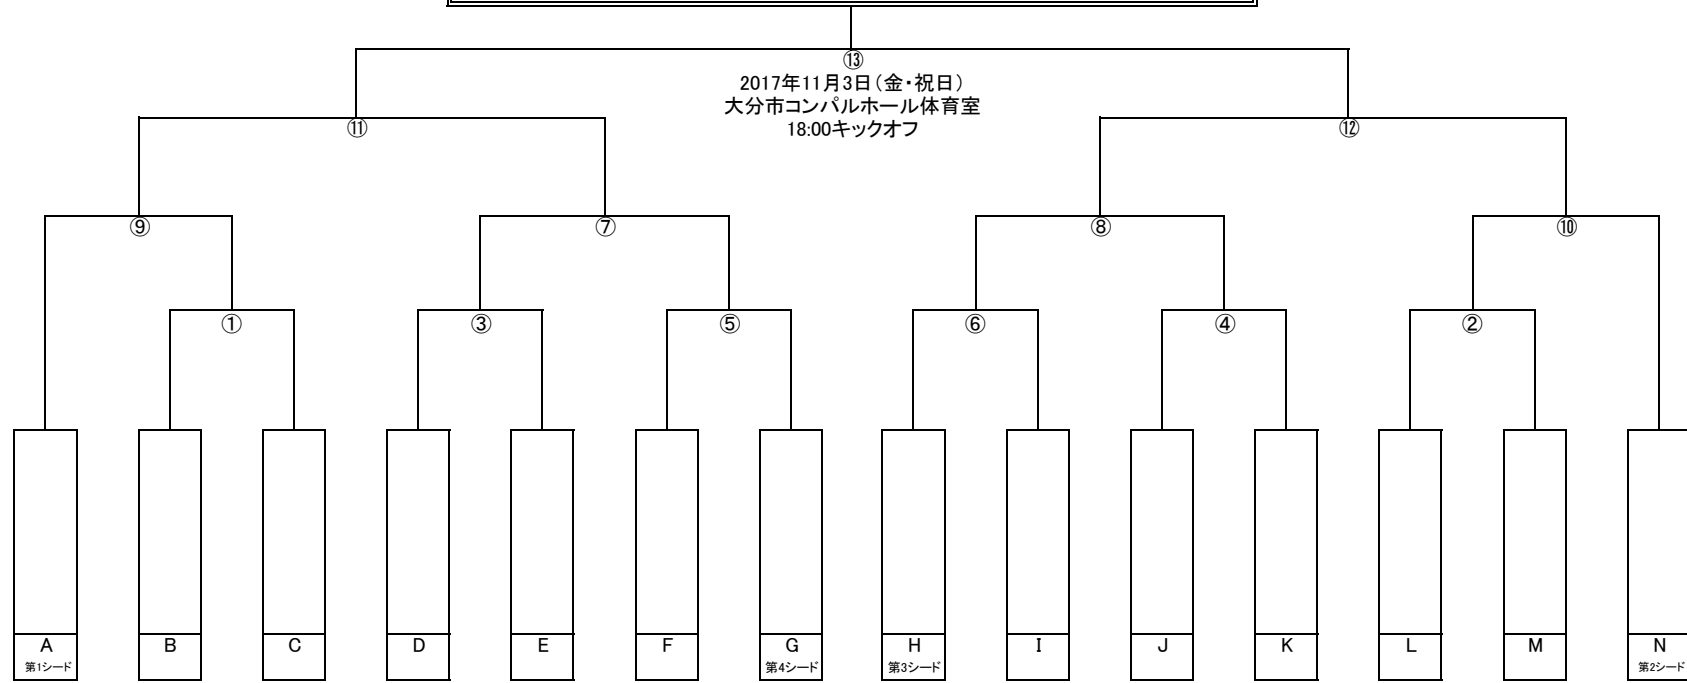 ⑬
2017年11月3日（金・祝日）
大分市コンパルホール体育室
18:00キックオフ
⑪
⑫
⑨
⑦
⑧
⑩
①
③
⑤
⑥
④
②
A
B
C
D
E
F
G
H
I
J
K
L
M
N
第1シード
第4シード
第3シード
第2シード